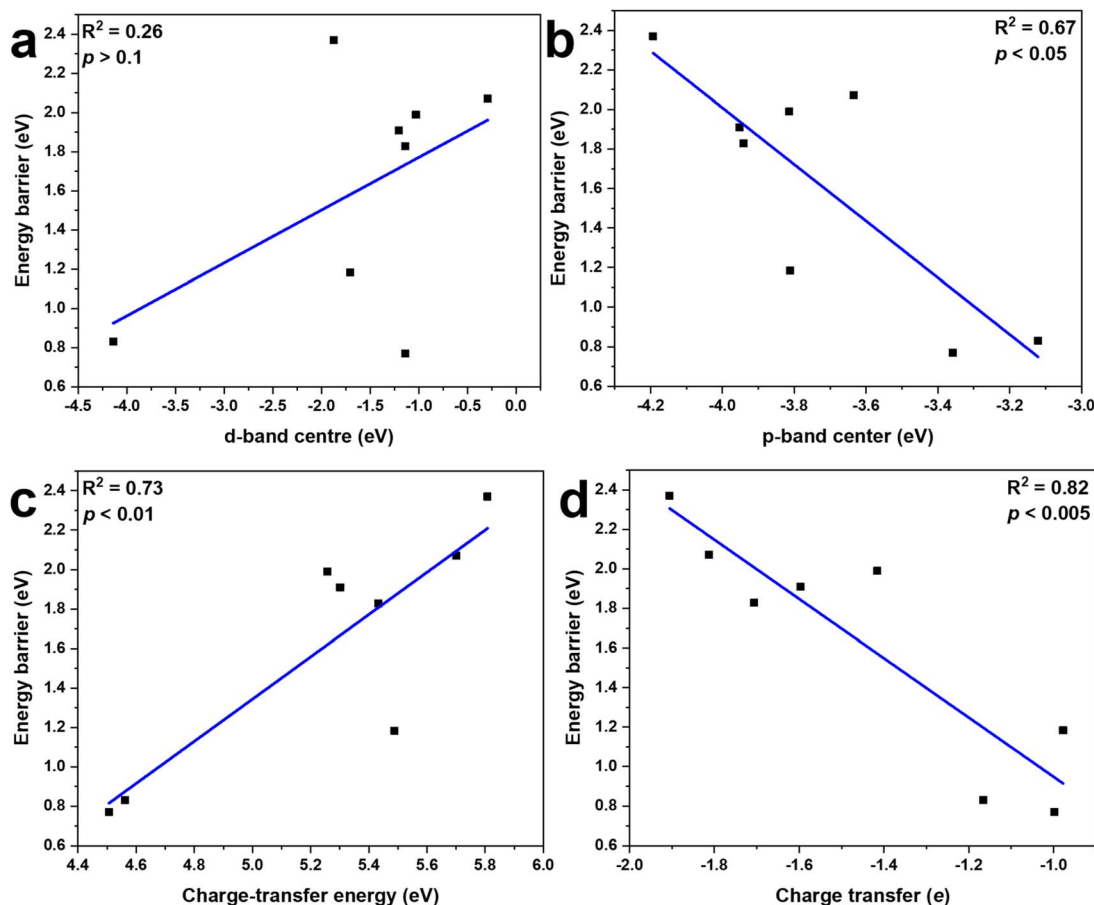 a
R² = 0.26
p > 0.1
Energy barrier (eV)
2.4
2.2
2.0
1.8
1.6
1.4
1.2
1.0
0.8
0.6
-4.5 -4.0 -3.5 -3.0 -2.5 -2.0 -1.5 -1.0 -0.5 0.0
d-band centre (eV)
b
R² = 0.67
p < 0.05
Energy barrier (eV)
2.4
2.2
2.0
1.8
1.6
1.4
1.2
1.0
0.8
0.6
-4.2 -4.0 -3.8 -3.6 -3.4 -3.2 -3.0
p-band center (eV)
c
R² = 0.73
p < 0.01
Energy barrier (eV)
2.4
2.2
2.0
1.8
1.6
1.4
1.2
1.0
0.8
0.6
4.4 4.6 4.8 5.0 5.2 5.4 5.6 5.8 6.0
Charge-transfer energy (eV)
d
R² = 0.82
p < 0.005
Energy barrier (eV)
2.4
2.2
2.0
1.8
1.6
1.4
1.2
1.0
0.8
0.6
-2.0 -1.8 -1.6 -1.4 -1.2 -1.0
Charge transfer (e)